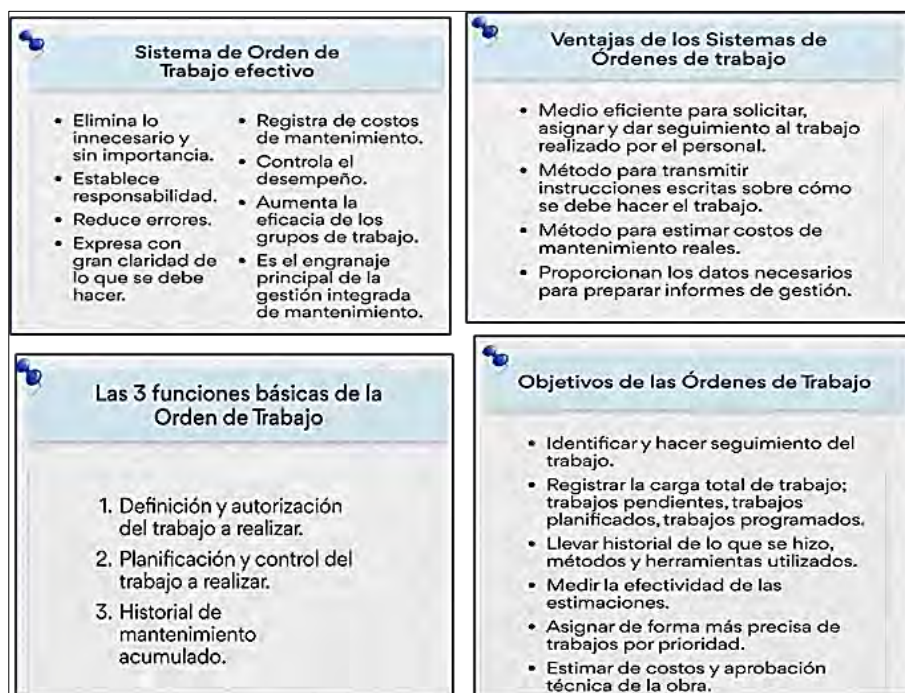 Sistema de Orden de
Trabajo efectivo
• Elimina lo
innecesario y
sin importancia.
• Establece
responsabilidad.
• Reduce errores.
• Expresa con
gran claridad de
lo que se debe
hacer.
• Registra de costos
de mantenimiento.
• Controla el
desempeño.
• Aumenta la
eficacia de los
grupos de trabajo.
• Es el engranaje
principal de la
gestión integrada
de mantenimiento.
Ventajas de los Sistemas de
Órdenes de trabajo
• Medio eficiente para solicitar,
asignar y dar seguimiento al trabajo
realizado por el personal.
• Método para transmitir
instrucciones escritas sobre cómo
se debe hacer el trabajo.
• Método para estimar costos de
mantenimiento reales.
• Proporcionan los datos necesarios
para preparar informes de gestión.
Las 3 funciones básicas de la
Orden de Trabajo
1. Definición y autorización
del trabajo a realizar.
2. Planificación y control del
trabajo a realizar.
3. Historial de
mantenimiento
acumulado.
Objetivos de las Órdenes de Trabajo
• Identificar y hacer seguimiento del
trabajo.
• Registrar la carga total de trabajo;
trabajos pendientes, trabajos
planificados, trabajos programados.
• Llevar historial de lo que se hizo,
métodos y herramientas utilizados.
• Medir la efectividad de las
estimaciones.
• Asignar de forma más precisa de
trabajos por prioridad.
• Estimar de costos y aprobación
técnica de la obra.